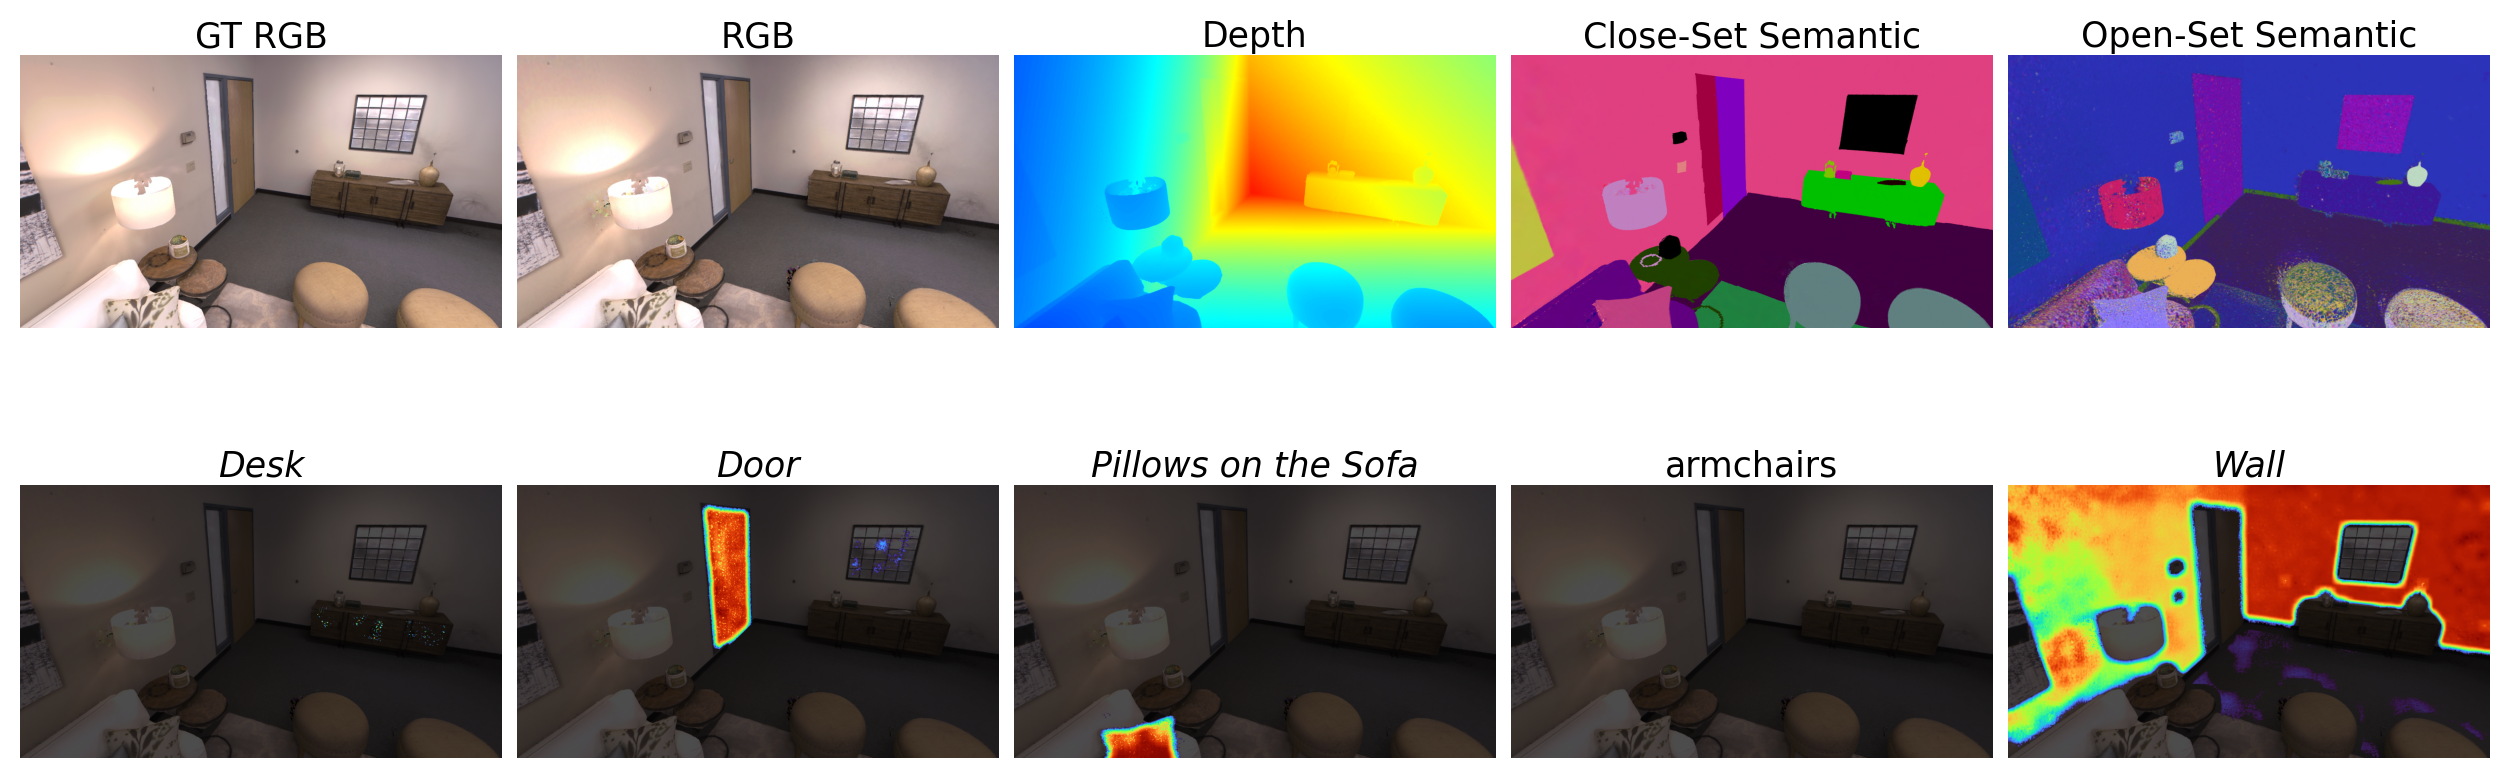 GT RGB
RGB
Depth
Close-Set Semantic
Open-Set Semantic
Desk
Door
Pillows on the Sofa
armchairs
Wall